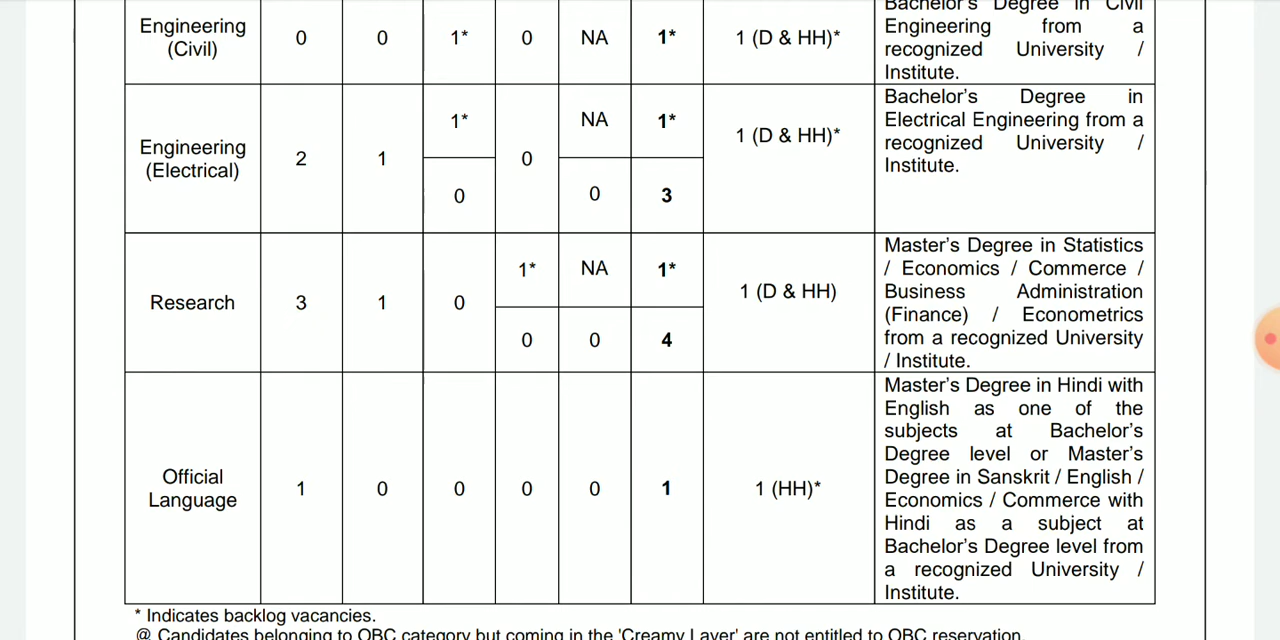 Engineering
(Civil)
0
0
1*
0
NA
1*
1 (D & HH)*
Bachelor's Degree in Civil
Engineering from a
recognized University /
Institute.
Engineering
(Electrical)
2
1
1*
0
0
NA
0
1*
3
1 (D & HH)*
Bachelor's Degree in
Electrical Engineering from a
recognized University /
Institute.
Research
3
1
0
1*
0
NA
0
1*
4
1 (D & HH)
Master's Degree in Statistics
/ Economics / Commerce /
Business Administration
(Finance) / Econometrics
from a recognized University
/ Institute.
Official
Language
1
0
0
0
0
1
1 (HH)*
Master's Degree in Hindi with
English as one of the
subjects at Bachelor's
Degree level or Master's
Degree in Sanskrit / English /
Economics / Commerce with
Hindi as a subject at
Bachelor's Degree level from
a recognized University /
Institute.
* Indicates backlog vacancies.
@ Candidates belonging to OBC category but coming in the 'Creamy Layer' are not entitled to OBC reservation.